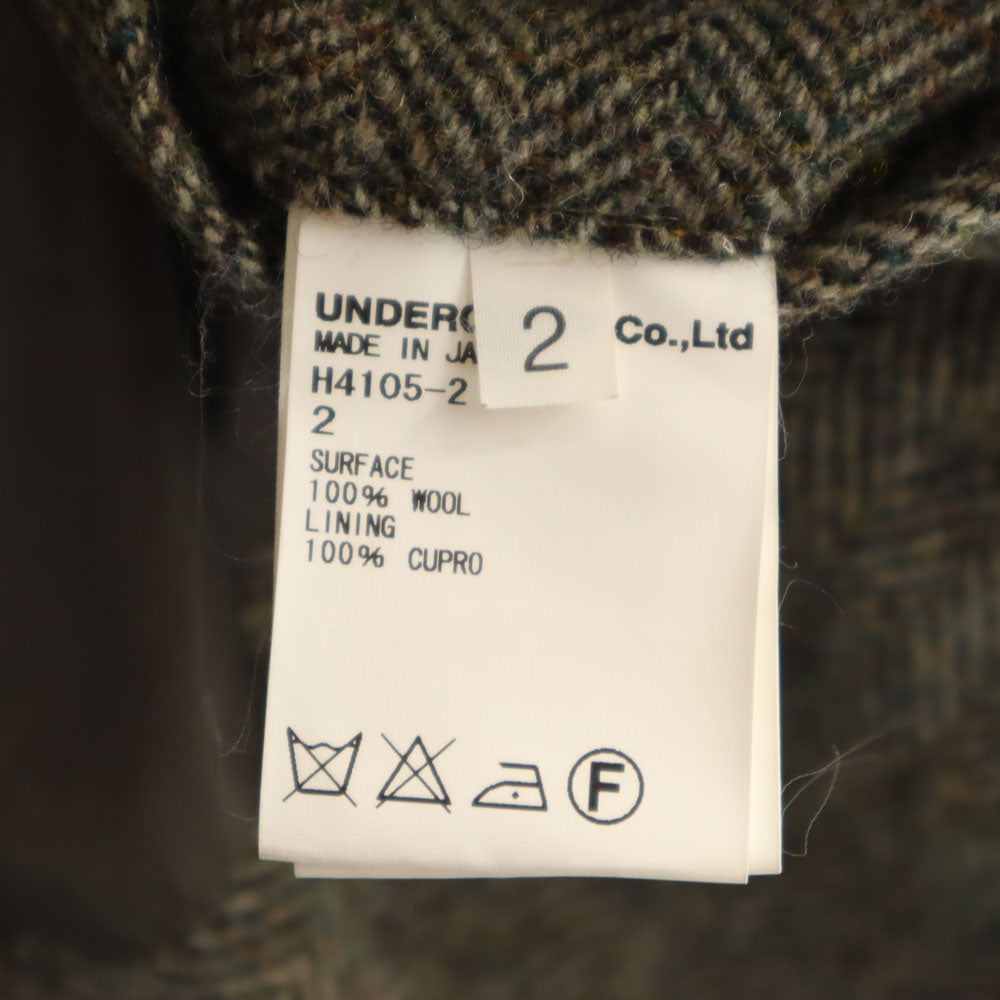 UNDERC Co.,Ltd
2
MADE IN JA
H4105-2
2
SURFACE
100% WOOL
LINING
100% CUPRO
F